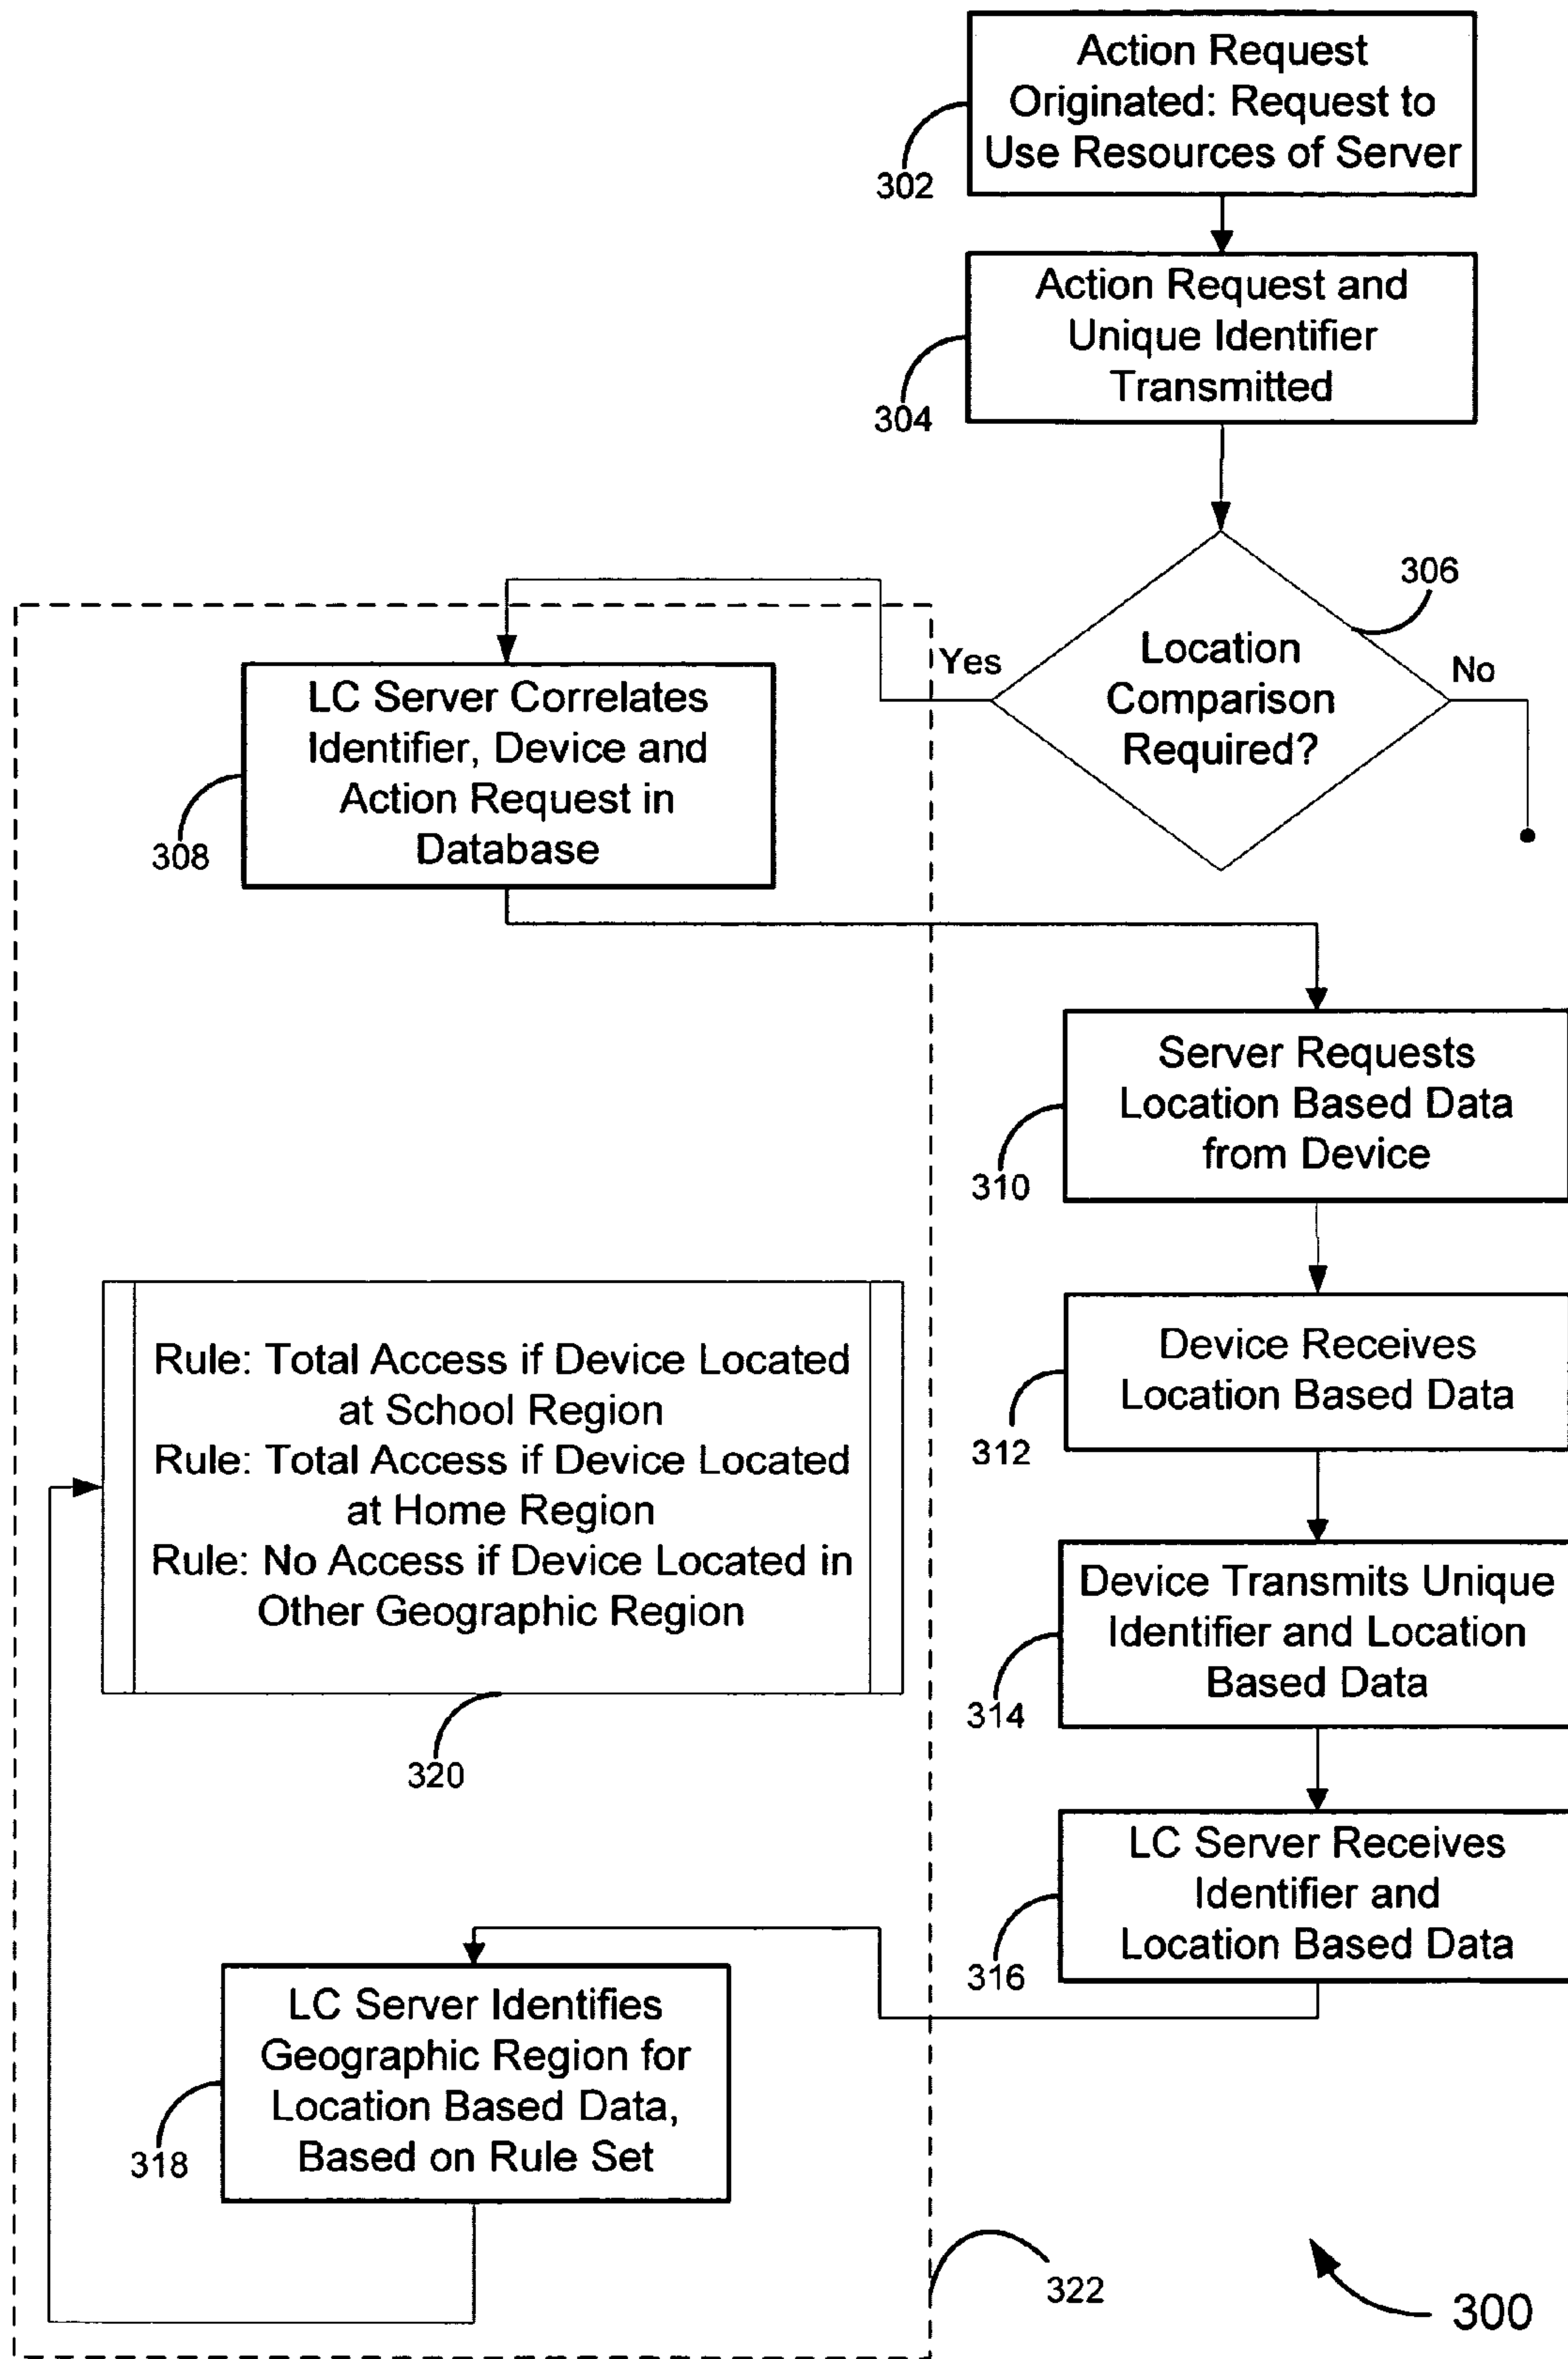 Action Request
Originated: Request to
Use Resources of Server
302
Action Request and
Unique Identifier
Transmitted
304
306
Location
Comparison
Required?
Yes
No
LC Server Correlates
Identifier, Device and
Action Request in
Database
308
Server Requests
Location Based Data
from Device
310
Device Receives
Location Based Data
312
Device Transmits Unique
Identifier and Location
Based Data
314
LC Server Receives
Identifier and
Location Based Data
316
LC Server Identifies
Geographic Region for
Location Based Data,
Based on Rule Set
318
Rule: Total Access if Device Located
at School Region
Rule: Total Access if Device Located
at Home Region
Rule: No Access if Device Located in
Other Geographic Region
320
322
300